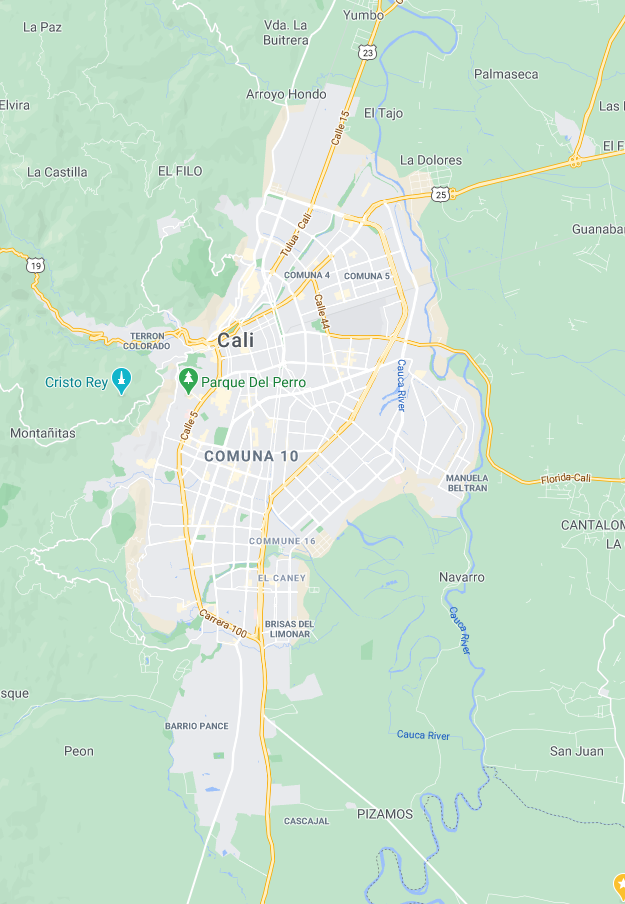 La Paz
Yumbo
Vda. La
Buitrera
23
Palmaseca
Arroyo Hondo
Elvira
Las
El Tajo
Calle 15
El F
La Dolores
La Castilla
EL FILO
25
Tulua - Cali
Guanabar
19
COMUNA 4
COMUNA 5
Calle 44
TERRON
COLORADO
Cali
Cristo Rey
Parque Del Perro
Cauca River
Calle 5
Montañitas
COMUNA 10
MANUELA
BELTRAN
Florida-Cali
CANTALOM
LA
COMMUNE 16
EL CANEY
Navarro
Carrera 100
BRISAS DEL
LIMONAR
Cauca River
sque
BARRIO PANCE
Cauca River
Peon
San Juan
PIZAMOS
CASCAJAL